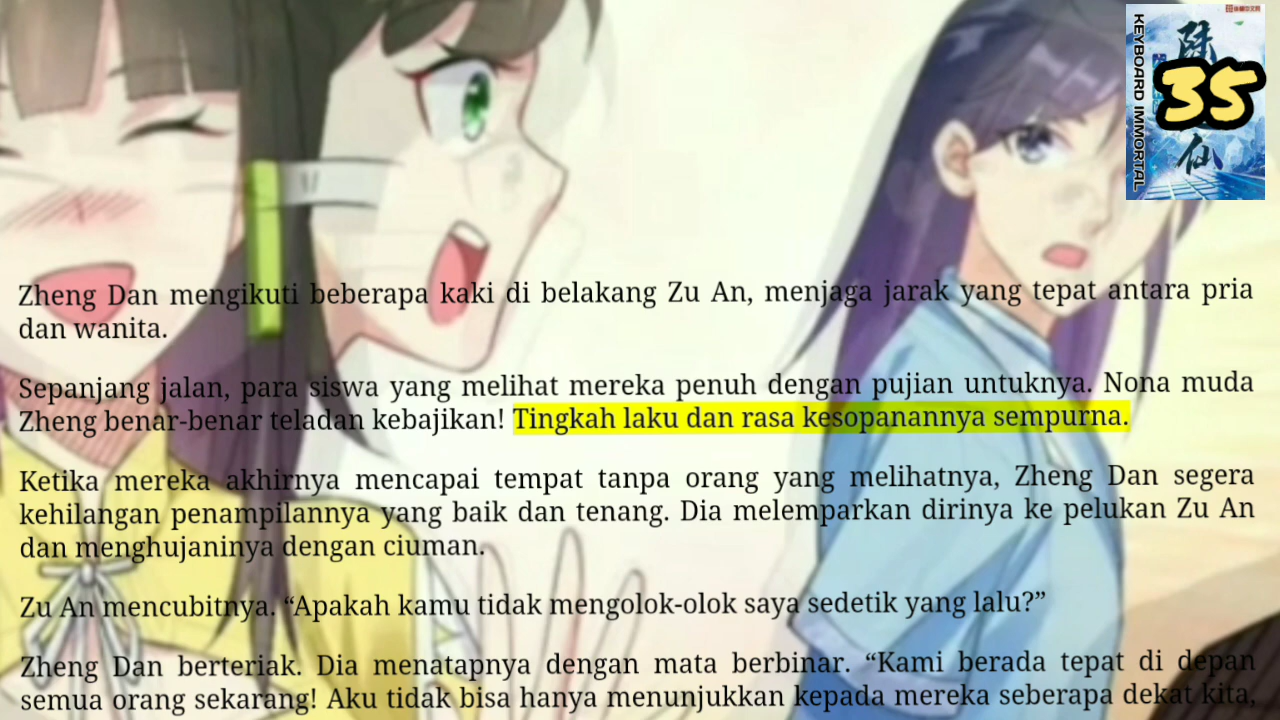 Zheng Dan mengikuti beberapa kaki di belakang Zu An, menjaga jarak yang tepat antara pria
dan wanita.
Sepanjang jalan, para siswa yang melihat mereka penuh dengan pujian untuknya. Nona muda
Zheng benar-benar teladan kebajikan! Tingkah laku dan rasa kesopanannya sempurna.
Ketika mereka akhirnya mencapai tempat tanpa orang yang melihatnya, Zheng Dan segera
kehilangan penampilannya yang baik dan tenang. Dia melemparkan dirinya ke pelukan Zu An
dan menghujaninya dengan ciuman.
Zu An mencubitnya. “Apakah kamu tidak mengolok-olok saya sedetik yang lalu?”
Zheng Dan berteriak. Dia menatapnya dengan mata berbinar. “Kami berada tepat di depan
semua orang sekarang! Aku tidak bisa hanya menunjukkan kepada mereka seberapa dekat kita,
KEYBOARD IMMORTAL
陆
仙
35